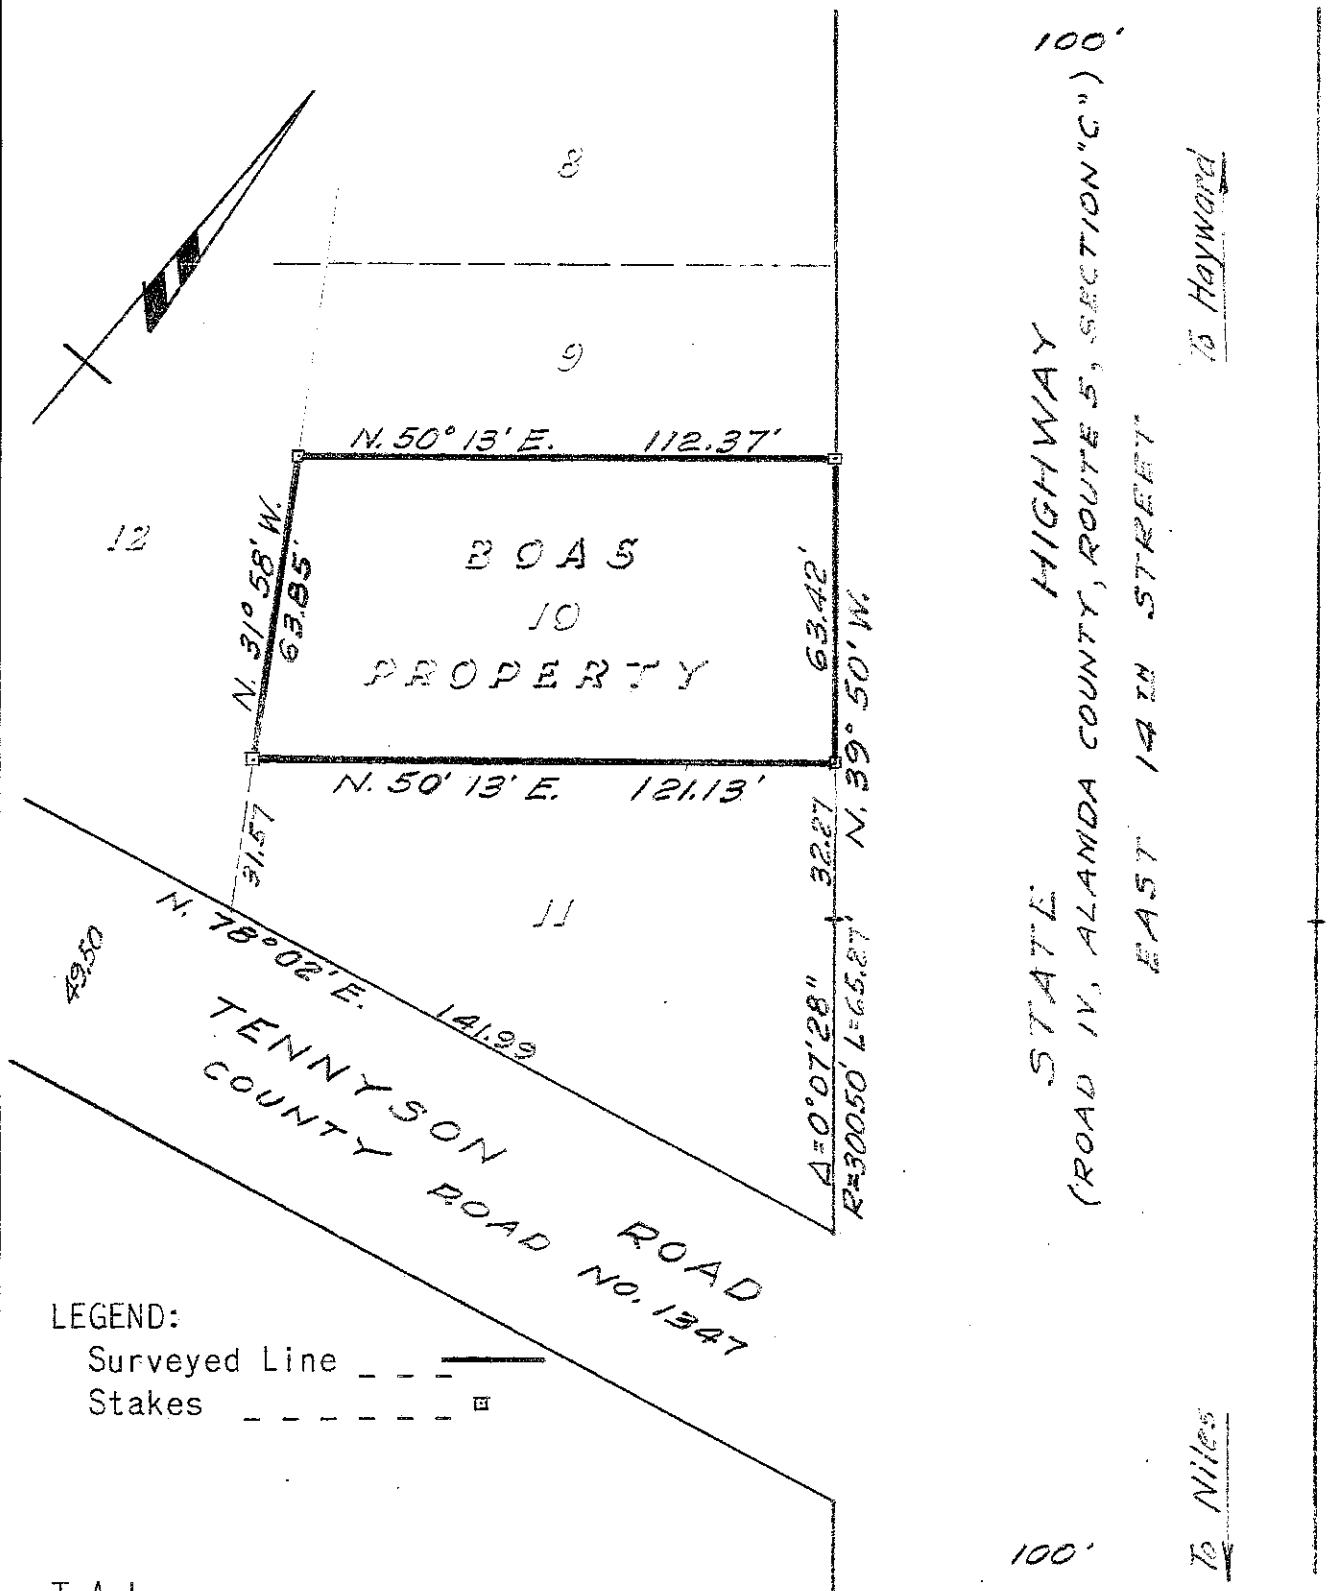 100'
8
9
N. 50° 13' E. 112.37'
12
N. 31° 58' W.
63.85'
BOAS
10
PROPERTY
63.42'
N. 39° 50' W.
N. 50' 13' E. 121.13'
31.57
32.27
11
N. 78° 02' E. 141.99
49.50
Δ=0°07'28"
R=30050' L=65.27'
TENNYSON ROAD
COUNTY ROAD NO. 1347
STATE HIGHWAY
(ROAD IV, ALAMDA COUNTY, ROUTE 5, SECTION "C")
EAST 14TH STREET
To Hayward
LEGEND:
Surveyed Line
Stakes
100'
To Niles